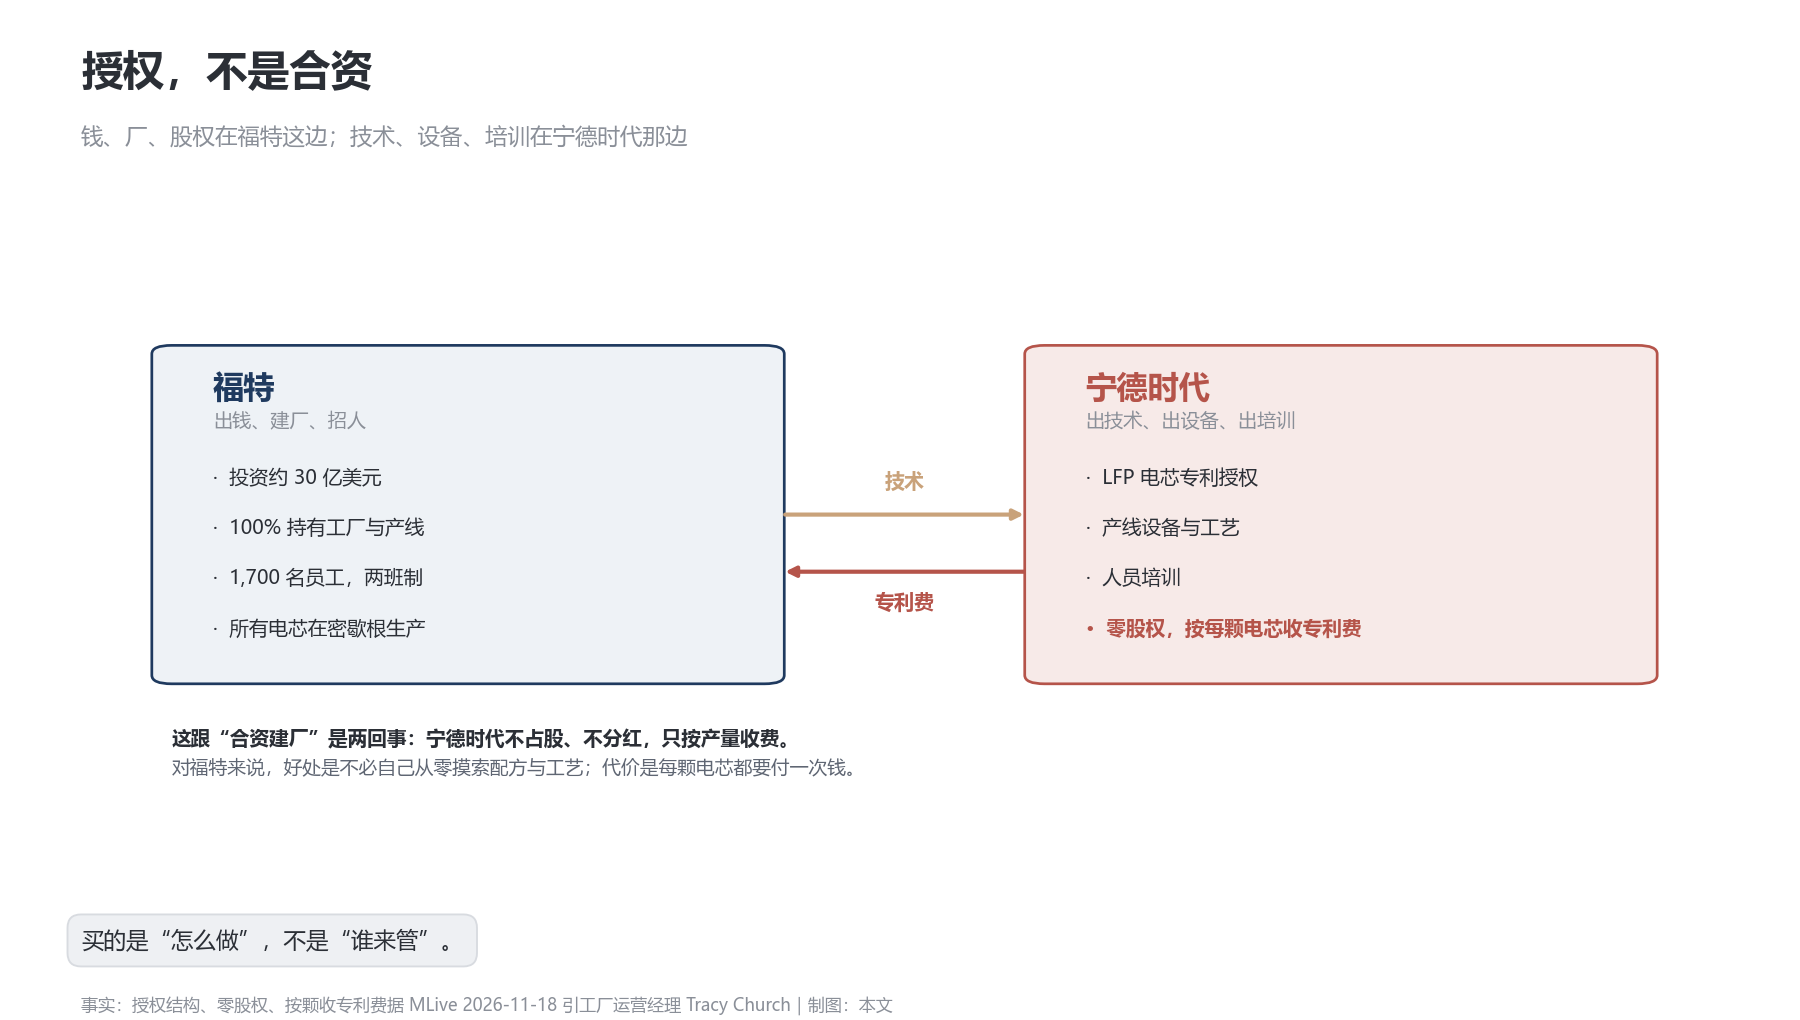 授权，不是合资
钱、厂、股权在福特这边；技术、设备、培训在宁德时代那边
福特
出钱、建厂、招人
· 投资约 30 亿美元
· 100% 持有工厂与产线
· 1,700 名员工，两班制
· 所有电芯在密歇根生产
技术
专利费
宁德时代
出技术、出设备、出培训
· LFP 电芯专利授权
· 产线设备与工艺
· 人员培训
• 零股权，按每颗电芯收专利费
这跟“合资建厂”是两回事：宁德时代不占股、不分红，只按产量收费。
对福特来说，好处是不必自己从零摸索配方与工艺；代价是每颗电芯都要付一次钱。
买的是“怎么做”，不是“谁来管”。
事实：授权结构、零股权、按颗收专利费据 MLive 2026-11-18 引工厂运营经理 Tracy Church | 制图：本文